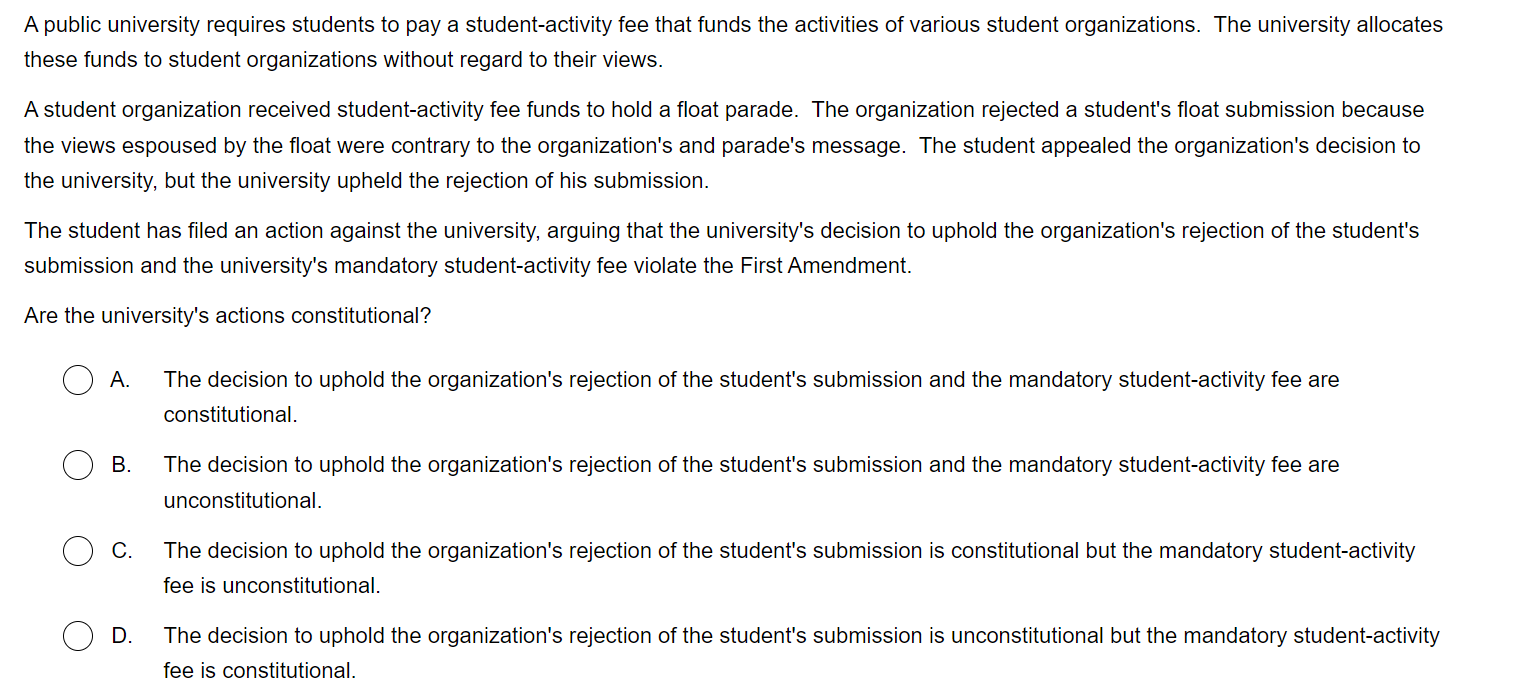 A public university requires students to pay a student-activity fee that funds the activities of various student organizations.  The university allocates
these funds to student organizations without regard to their views.
A student organization received student-activity fee funds to hold a float parade.  The organization rejected a student's float submission because
the views espoused by the float were contrary to the organization's and parade's message.  The student appealed the organization's decision to
the university, but the university upheld the rejection of his submission.
The student has filed an action against the university, arguing that the university's decision to uphold the organization's rejection of the student's
submission and the university's mandatory student-activity fee violate the First Amendment.
Are the university's actions constitutional?
A. The decision to uphold the organization's rejection of the student's submission and the mandatory student-activity fee are
constitutional.
B. The decision to uphold the organization's rejection of the student's submission and the mandatory student-activity fee are
unconstitutional.
C. The decision to uphold the organization's rejection of the student's submission is constitutional but the mandatory student-activity
fee is unconstitutional.
D. The decision to uphold the organization's rejection of the student's submission is unconstitutional but the mandatory student-activity
fee is constitutional.